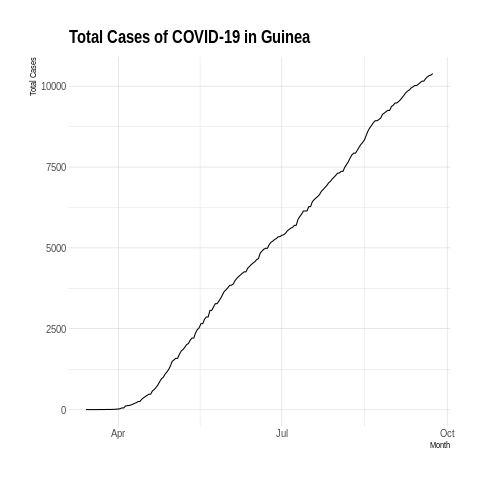 Total Cases of COVID-19 in Guinea
Total Cases
10000
7500
5000
2500
0
Apr
Jul
Oct
Month